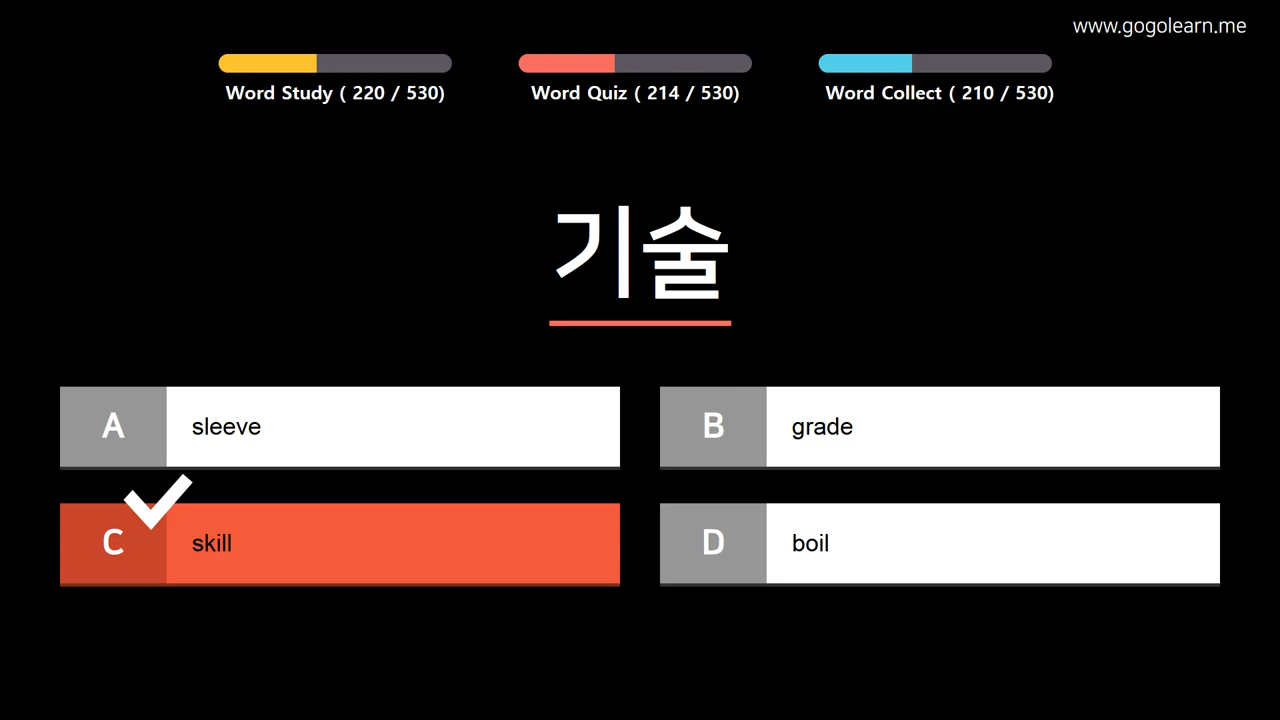 www.gogolearn.me
Word Study ( 220 / 530)
Word Quiz ( 214 / 530)
Word Collect ( 210 / 530)
기술
A sleeve
B grade
C skill
D boil